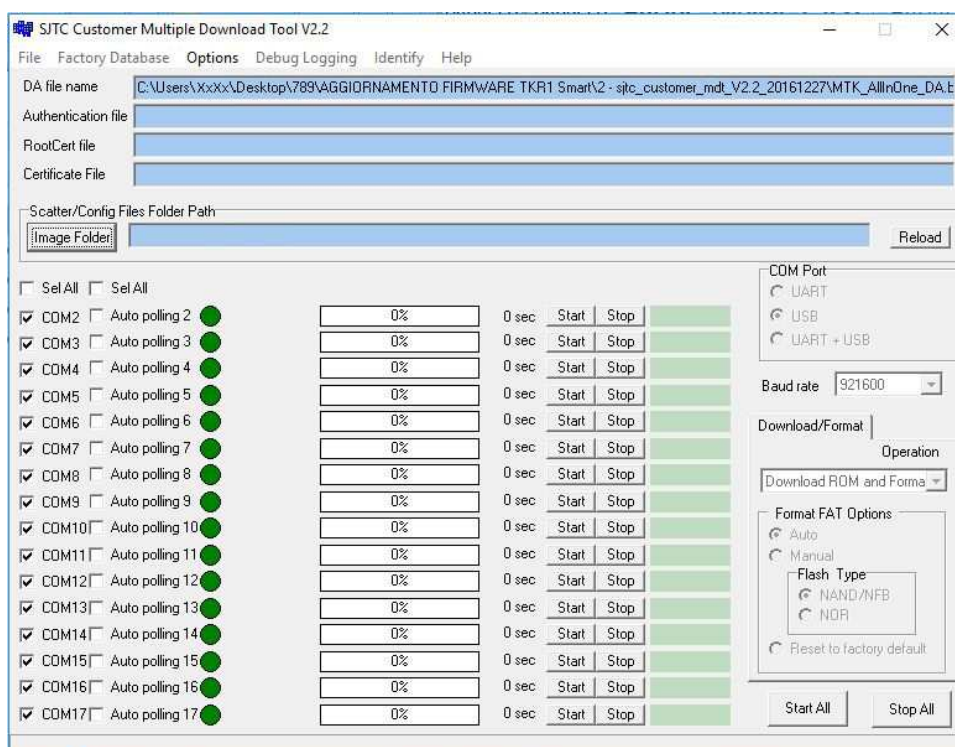 SJTC Customer Multiple Download Tool V2.2
File Factory Database Options Debug Logging Identify Help
DA file name C:\Users\XxXx\Desktop\789\AGGIORNAMENTO FIRMWARE TKR1 Smart\2 - sjtc_customer_mdt_V2.2_20161227\MTK_AllInOne_DA.b
Authentication file
RootCert file
Certificate File
Scatter/Config Files Folder Path
Image Folder Reload
Sel All Sel All
COM2 Auto polling 2 0% 0 sec Start Stop
COM3 Auto polling 3 0% 0 sec Start Stop
COM4 Auto polling 4 0% 0 sec Start Stop
COM5 Auto polling 5 0% 0 sec Start Stop
COM6 Auto polling 6 0% 0 sec Start Stop
COM7 Auto polling 7 0% 0 sec Start Stop
COM8 Auto polling 8 0% 0 sec Start Stop
COM9 Auto polling 9 0% 0 sec Start Stop
COM10 Auto polling 10 0% 0 sec Start Stop
COM11 Auto polling 11 0% 0 sec Start Stop
COM12 Auto polling 12 0% 0 sec Start Stop
COM13 Auto polling 13 0% 0 sec Start Stop
COM14 Auto polling 14 0% 0 sec Start Stop
COM15 Auto polling 15 0% 0 sec Start Stop
COM16 Auto polling 16 0% 0 sec Start Stop
COM17 Auto polling 17 0% 0 sec Start Stop
COM Port
UART
USB
UART + USB
Baud rate 921600
Download/Format
Operation
Download ROM and Forma
Format FAT Options
Auto
Manual
Flash Type
NAND/NFB
NOR
Reset to factory default
Start All Stop All